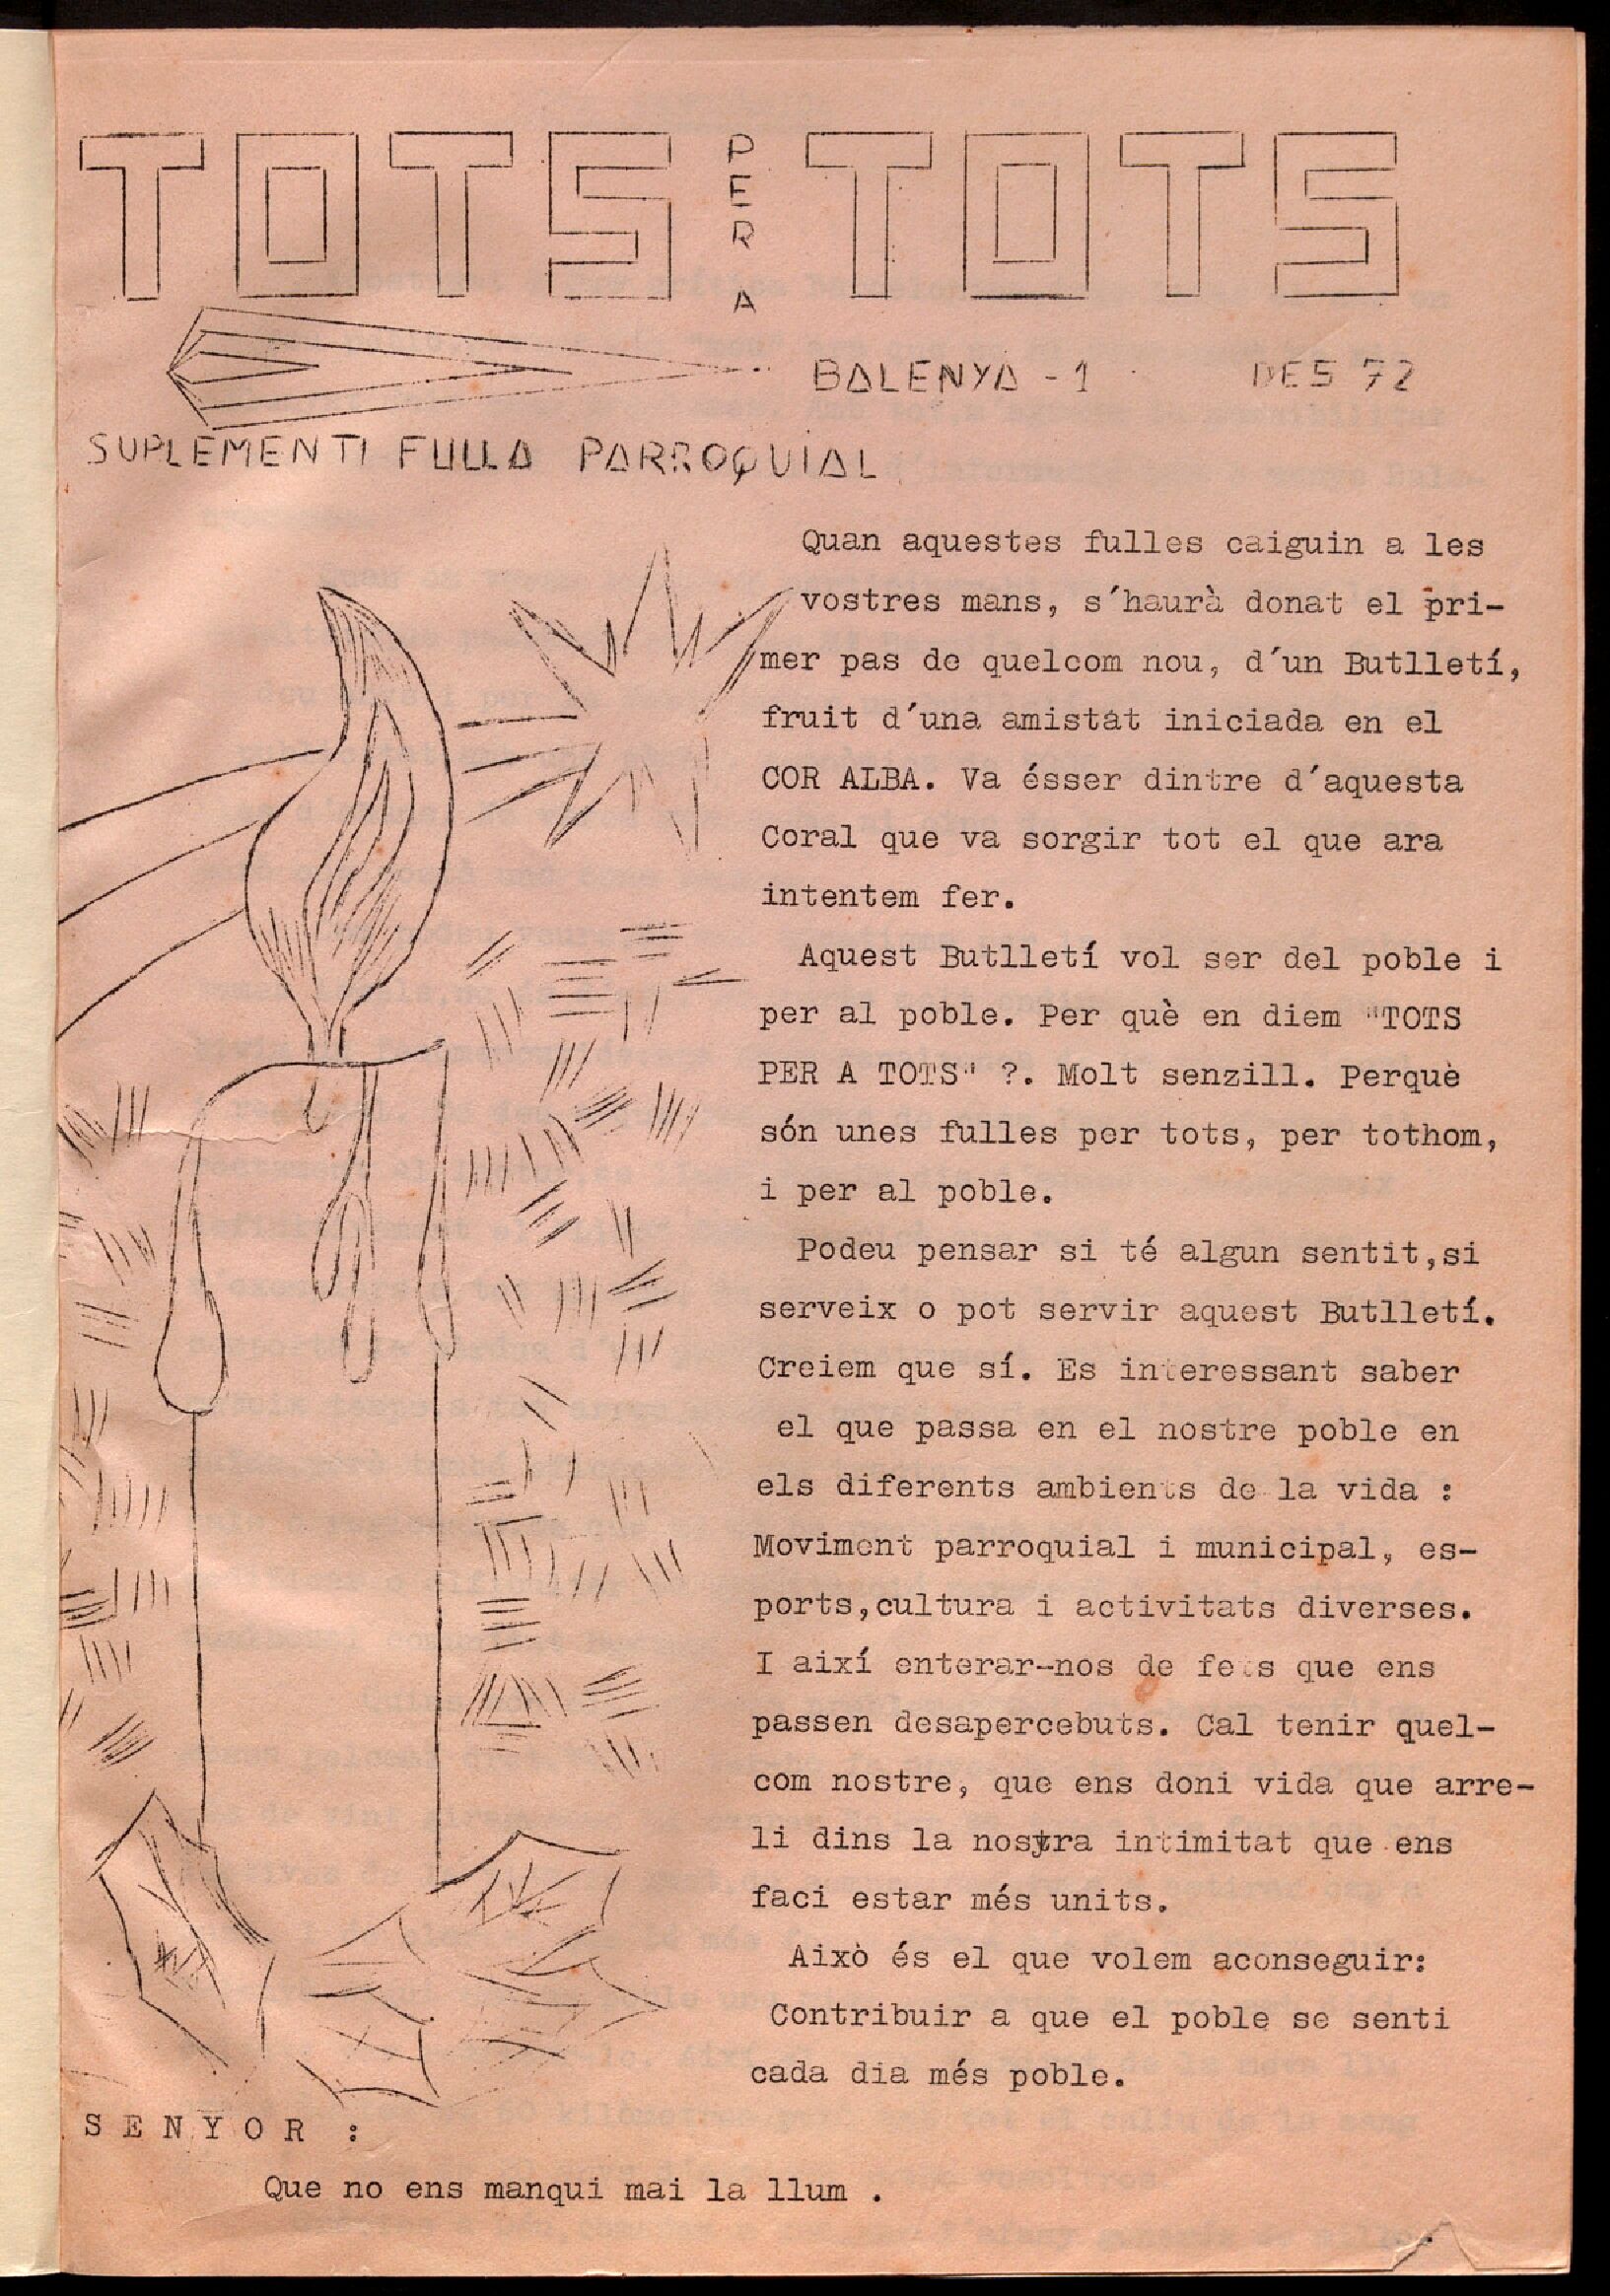 TOTS PER A TOTS
BALENYA - 1 DES 72
SUPLEMENT FULLA PARROQUIAL
Quan aquestes fulles caiguin a les
vostres mans, s'haurà donat el pri-
mer pas de quelcom nou, d'un Butlletí,
fruit d'una amistat iniciada en el
COR ALBA. Va ésser dintre d'aquesta
Coral que va sorgir tot el que ara
intentem fer.
Aquest Butlletí vol ser del poble i
per al poble. Per què en diem "TOTS
PER A TOTS" ?. Molt senzill. Perquè
són unes fulles per tots, per tothom,
i per al poble.
Podeu pensar si té algun sentit,si
serveix o pot servir aquest Butlletí.
Creiem que sí. Es interessant saber
el que passa en el nostre poble en
els diferents ambients de la vida :
Moviment parroquial i municipal, es-
ports,cultura i activitats diverses.
I així enterar-nos de fets que ens
passen desapercebuts. Cal tenir quel-
com nostre, que ens doni vida que arre-
li dins la nostra intimitat que ens
faci estar més units.
Això és el que volem aconseguir:
Contribuir a que el poble se senti
cada dia més poble.
SENYOR :
Que no ens manqui mai la llum .